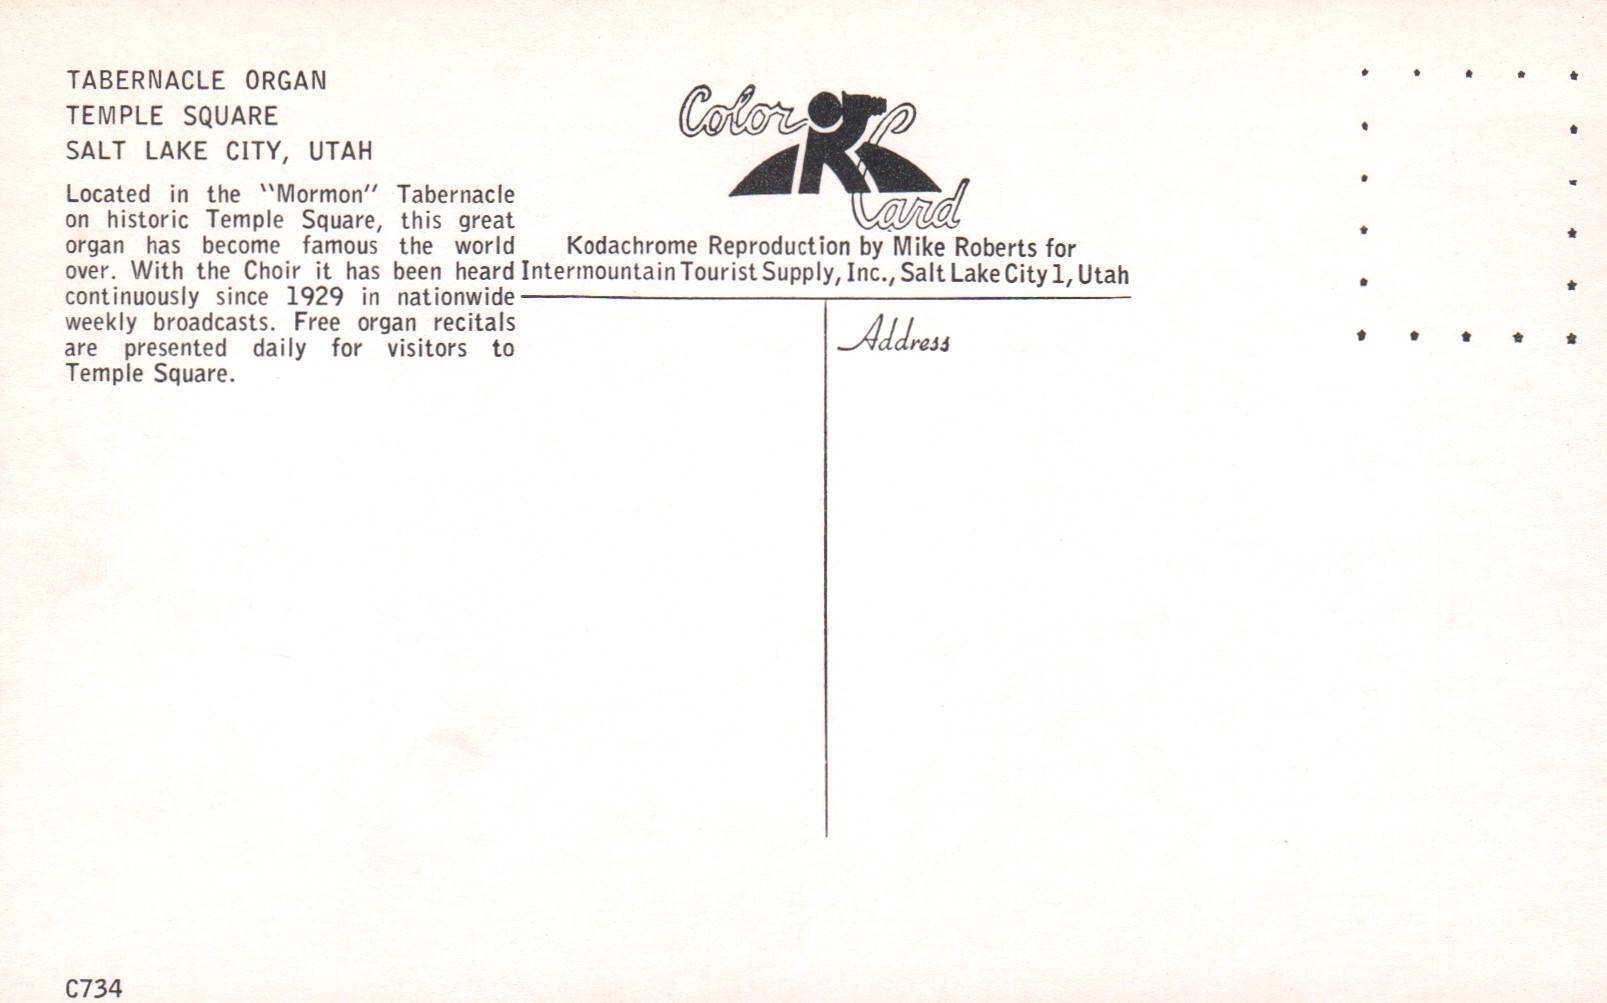 TABERNACLE ORGAN
TEMPLE SQUARE
SALT LAKE CITY, UTAH
Located in the "Mormon" Tabernacle
on historic Temple Square, this great
organ has become famous the world
over. With the Choir it has been heard
continuously since 1929 in nationwide
weekly broadcasts. Free organ recitals
are presented daily for visitors to
Temple Square.
Color
Card
Kodachrome Reproduction by Mike Roberts for
Intermountain Tourist Supply, Inc., Salt Lake City 1, Utah
Address
C734